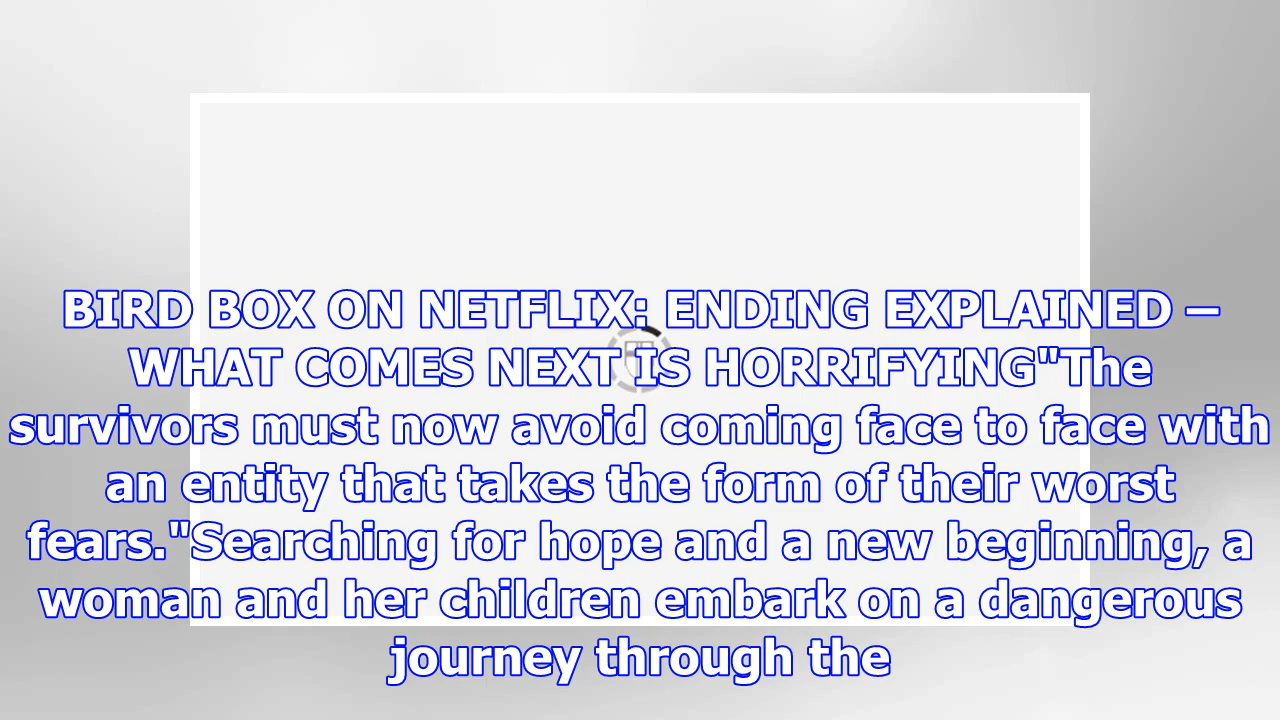 BIRD BOX ON NETFLIX: ENDING EXPLAINED –
WHAT COMES NEXT IS HORRIFYING"The
survivors must now avoid coming face to face with
an entity that takes the form of their worst
fears."Searching for hope and a new beginning, a
woman and her children embark on a dangerous
journey through the